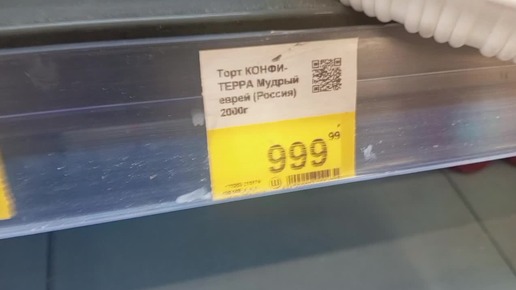 Торт КОНФИ-
ТЕРРА Мудрый
еврей (Россия)
2000г
999 99